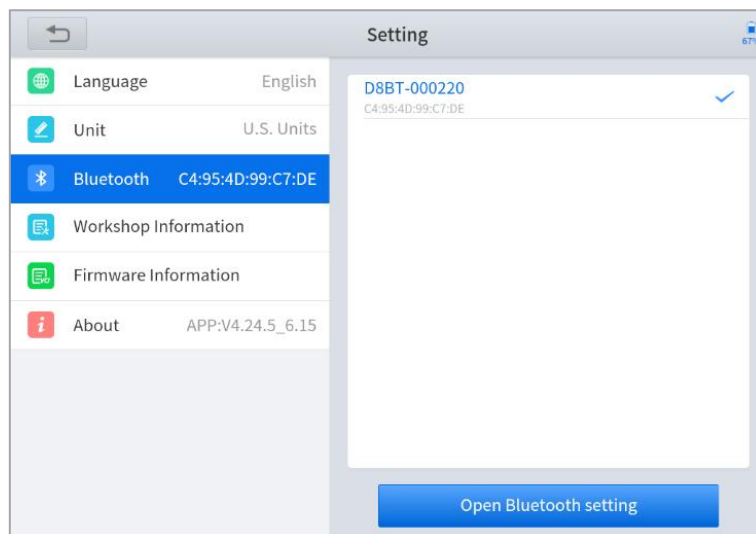 Setting
67%
Language English
Unit U.S. Units
Bluetooth C4:95:4D:99:C7:DE
Workshop Information
Firmware Information
About APP:V4.24.5_6.15
D8BT-000220
C4:95:4D:99:C7:DE
Open Bluetooth setting